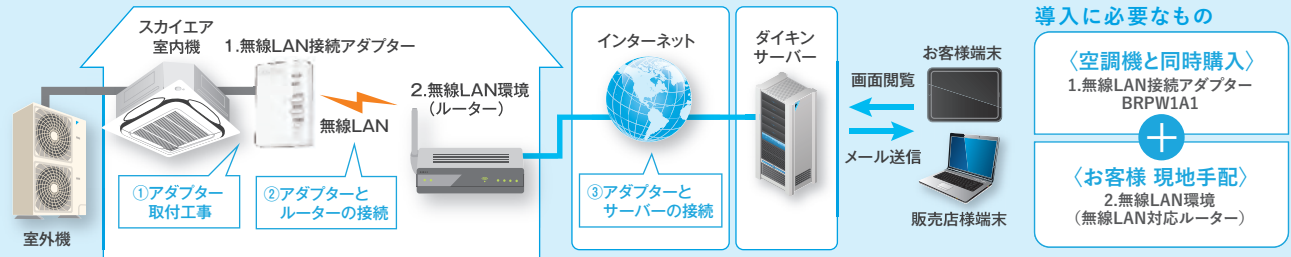 スカイエア
室内機
1.無線LAN接続アダプター
無線LAN
2.無線LAN環境
(ルーター)
室外機
①アダプター
取付工事
②アダプターと
ルーターの接続
インターネット
③アダプターと
サーバーの接続
ダイキン
サーバー
画面閲覧
メール送信
お客様端末
販売店様端末
導入に必要なもの
〈空調機と同時購入〉
1.無線LAN接続アダプター
BRPW1A1
+
〈お客様 現地手配〉
2.無線LAN環境
(無線LAN対応ルーター)